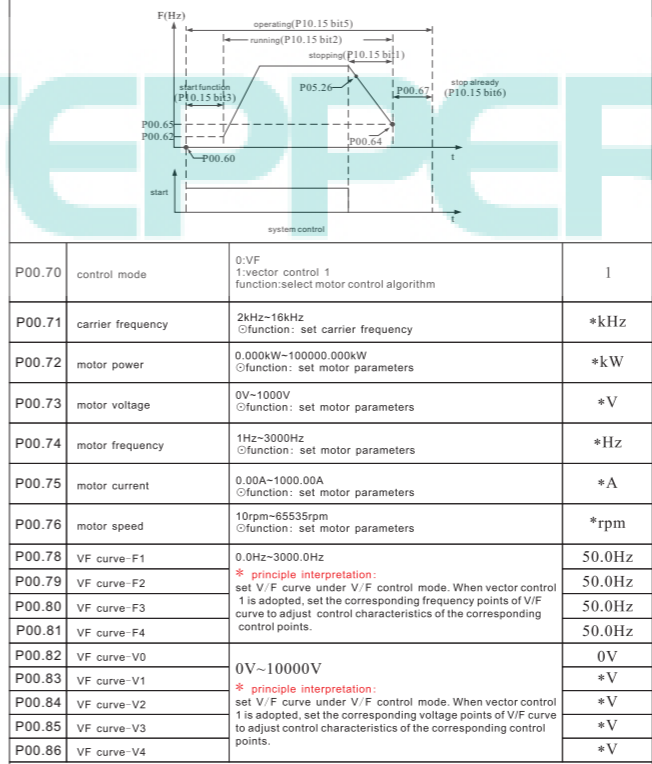 F(Hz)
operating(P10.15 bit5)
running(P10.15 bit2)
stopping(P10.15 bit1)
start function
(P10.15 bit3)
P05.26
P00.67
stop already
(P10.15 bit6)
P00.65
P00.62
P00.64
P00.60
t
start
t
system control
TEPPER
P00.70 control mode 0:VF 1
1:vector control 1
function:select motor control algorithm
P00.71 carrier frequency 2kHz~16kHz *kHz
⊙function: set carrier frequency
P00.72 motor power 0.000kW~100000.000kW *kW
⊙function: set motor parameters
P00.73 motor voltage 0V~1000V *V
⊙function: set motor parameters
P00.74 motor frequency 1Hz~3000Hz *Hz
⊙function: set motor parameters
P00.75 motor current 0.00A~1000.00A *A
⊙function: set motor parameters
P00.76 motor speed 10rpm~65535rpm *rpm
⊙function: set motor parameters
P00.78 VF curve-F1 0.0Hz~3000.0Hz 50.0Hz
* principle interpretation:
P00.79 VF curve-F2 set V/F curve under V/F control mode. When vector control 50.0Hz
1 is adopted, set the corresponding frequency points of V/F
P00.80 VF curve-F3 curve to adjust control characteristics of the corresponding 50.0Hz
control points.
P00.81 VF curve-F4 50.0Hz
P00.82 VF curve-V0 0V~10000V 0V
P00.83 VF curve-V1 * principle interpretation: *V
P00.84 VF curve-V2 set V/F curve under V/F control mode. When vector control *V
1 is adopted, set the corresponding voltage points of V/F curve
P00.85 VF curve-V3 to adjust control characteristics of the corresponding control *V
points.
P00.86 VF curve-V4 *V